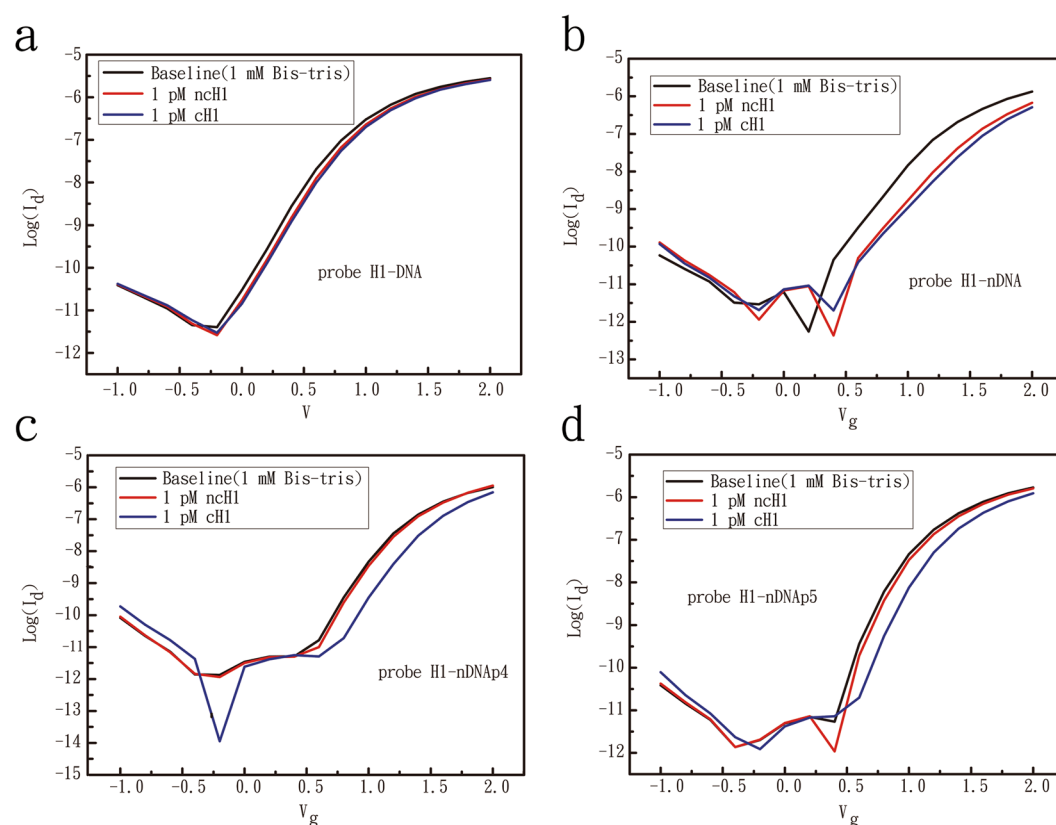 a
-5
-6
-7
-8
-9
-10
-11
-12
Log(Id)
Baseline(1 mM Bis-tris)
1 pM ncH1
1 pM cH1
probe H1-DNA
-1.0 -0.5 0.0 0.5 1.0 1.5 2.0
V
b
-5
-6
-7
-8
-9
-10
-11
-12
-13
Log(Id)
Baseline(1 mM Bis-tris)
1 pM ncH1
1 pM cH1
probe H1-nDNA
-1.0 -0.5 0.0 0.5 1.0 1.5 2.0
Vg
c
-5
-6
-7
-8
-9
-10
-11
-12
-13
-14
-15
Log(Id)
Baseline(1 mM Bis-tris)
1 pM ncH1
1 pM cH1
probe H1-nDNAp4
-1.0 -0.5 0.0 0.5 1.0 1.5 2.0
Vg
d
-5
-6
-7
-8
-9
-10
-11
-12
Log(Id)
Baseline(1 mM Bis-tris)
1 pM ncH1
1 pM cH1
probe H1-nDNAp5
-1.0 -0.5 0.0 0.5 1.0 1.5 2.0
Vg